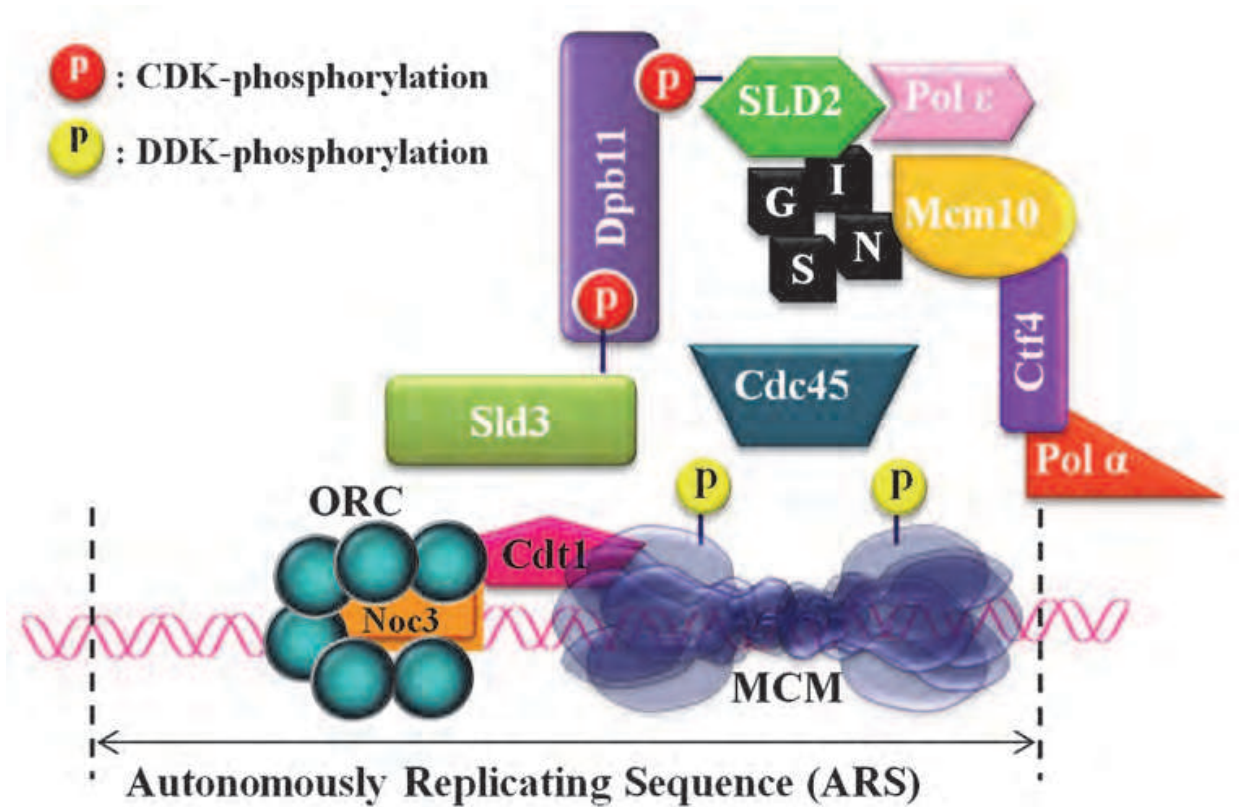 P : CDK-phosphorylation
p : DDK-phosphorylation
p
SLD2
Pol ε
Dpb11
G
I
N
S
Mcm10
p
Ctf4
Cdc45
Sld3
Pol α
p
p
ORC
Cdt1
Noc3
MCM
Autonomously Replicating Sequence (ARS)